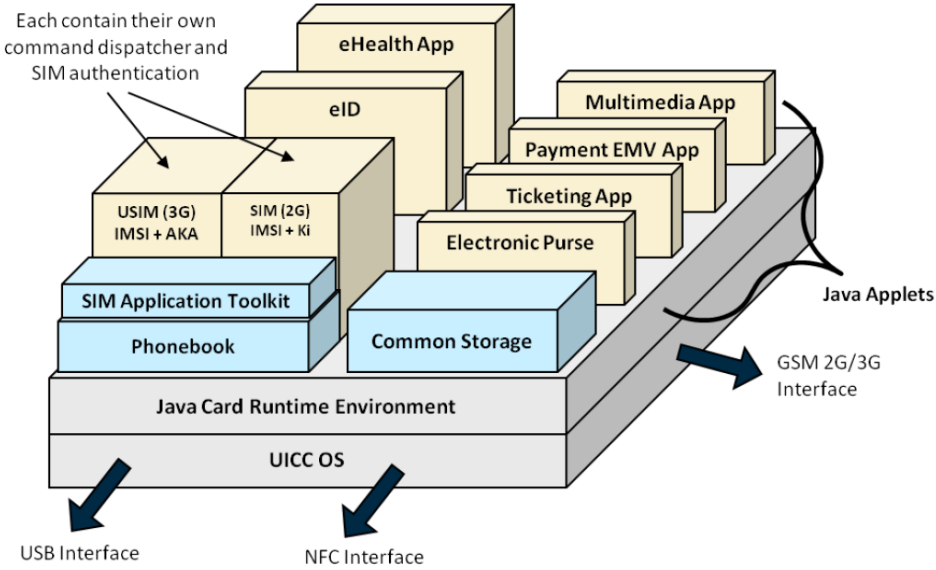 Each contain their own
command dispatcher and
SIM authentication
eHealth App
eID
Multimedia App
Payment EMV App
Ticketing App
Electronic Purse
USIM (3G)
IMSI + AKA
SIM (2G)
IMSI + Ki
SIM Application Toolkit
Phonebook
Common Storage
Java Applets
GSM 2G/3G
Interface
Java Card Runtime Environment
UICC OS
USB Interface
NFC Interface